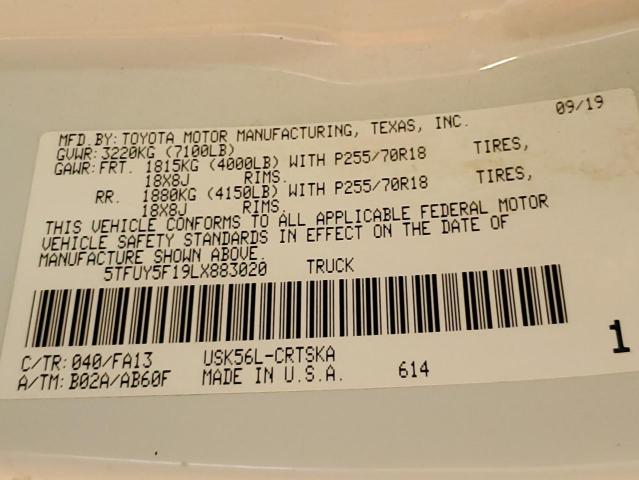 MFD. BY: TOYOTA MOTOR MANUFACTURING, TEXAS, INC. 09/19
GVWR: 3220KG (7100LB)
GAWR: FRT. 1815KG (4000LB) WITH P255/70R18 TIRES,
18X8J RIMS.
RR. 1880KG (4150LB) WITH P255/70R18 TIRES,
18X8J RIMS.
THIS VEHICLE CONFORMS TO ALL APPLICABLE FEDERAL MOTOR
VEHICLE SAFETY STANDARDS IN EFFECT ON THE DATE OF
MANUFACTURE SHOWN ABOVE.
5TFUY5F19LX883020 TRUCK
C/TR: 040/FA13 USK56L-CRTSKA
A/TM: B02A/AB60F MADE IN U.S.A. 614
1